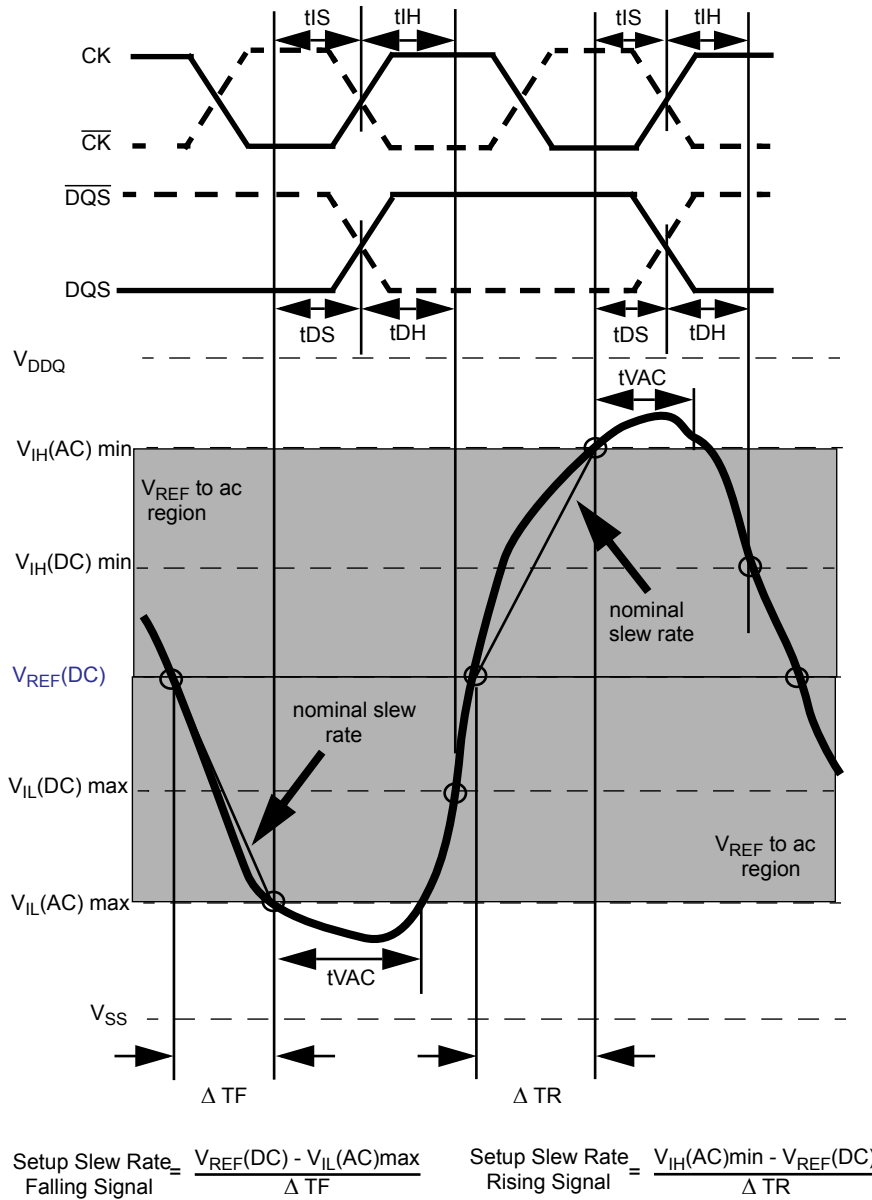 tIS tIH tIS tIH
CK
CK
DQS
DQS
tDS tDH tDS tDH
VDDQ
tVAC
VIH(AC) min
VREF to ac
region
VIH(DC) min
nominal
slew rate
VREF(DC)
nominal slew
rate
VIL(DC) max
VREF to ac
region
VIL(AC) max
tVAC
VSS
Δ TF Δ TR
Setup Slew Rate
Falling Signal
=
VREF(DC) - VIL(AC)max
Δ TF
Setup Slew Rate
Rising Signal
=
VIH(AC)min - VREF(DC)
Δ TR